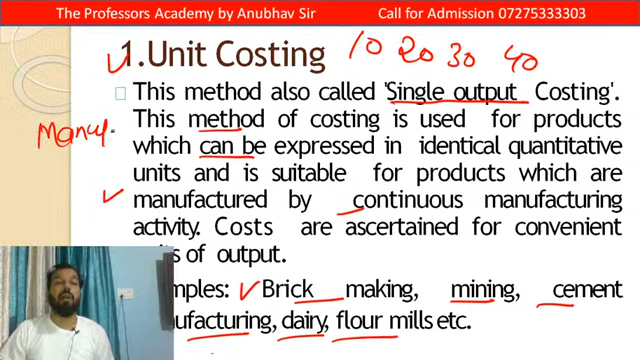 The Professors Academy by Anubhav Sir Call for Admission 07275333303
1.Unit Costing 10 20 30 40
This method also called 'Single output Costing'.
This method of costing is used for products
which can be expressed in identical quantitative
units and is suitable for products which are
manufactured by continuous manufacturing
activity. Costs are ascertained for convenient
of output.
Brick making, mining, cement
dairy, flour mills etc.